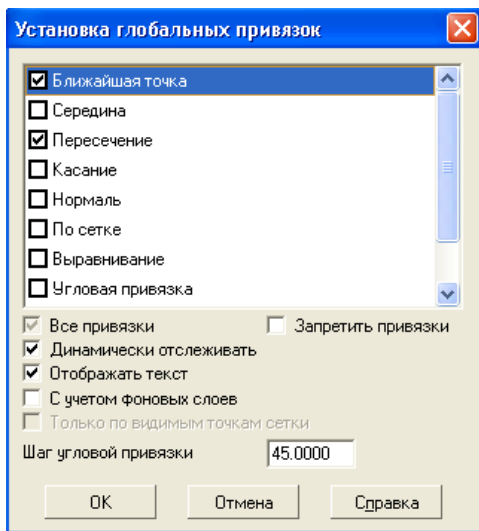 Установка глобальных привязок
Ближайшая точка
Середина
Пересечение
Касание
Нормаль
По сетке
Выравнивание
Угловая привязка
Все привязки Запретить привязки
Динамически отслеживать
Отображать текст
С учетом фоновых слоев
Только по видимым точкам сетки
Шаг угловой привязки 45.0000
OK Отмена Справка